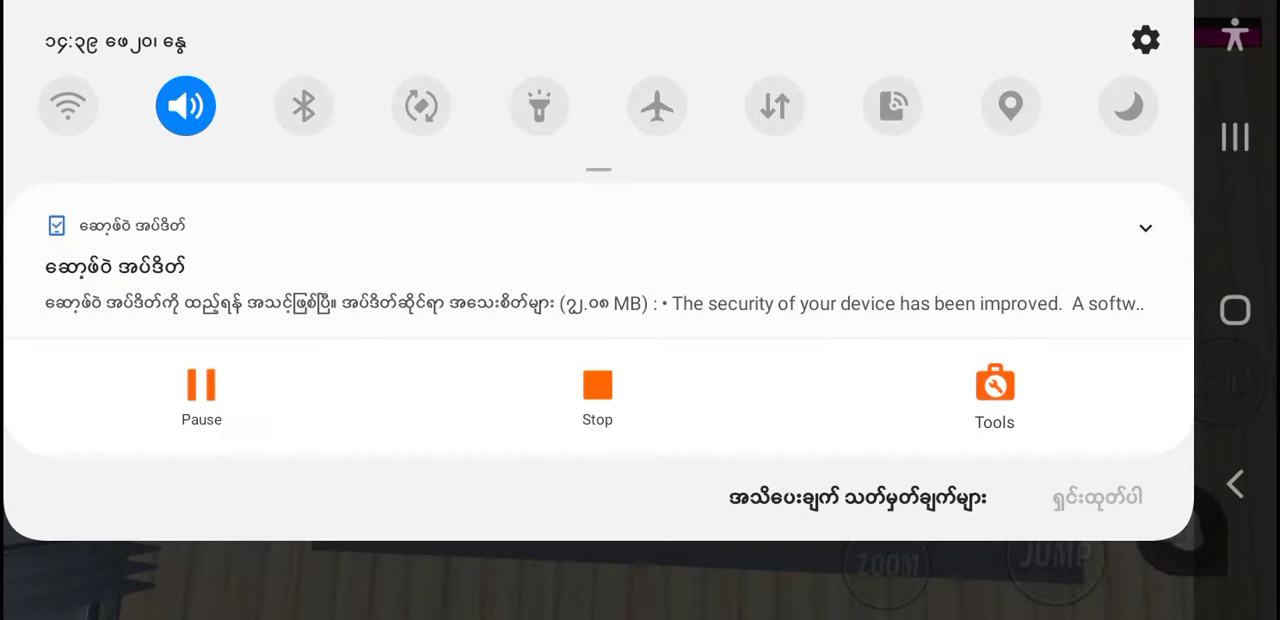 ၁၄:၃၉ ဖေ ၂၀၊ နွေ
ဆော့ဖ်ဝဲ အပ်ဒိတ်
ဆော့ဖ်ဝဲ အပ်ဒိတ်
ဆော့ဖ်ဝဲ အပ်ဒိတ်ကို ထည့်ရန် အသင့်ဖြစ်ပြီ။ အပ်ဒိတ်ဆိုင်ရာ အသေးစိတ်များ (၇၂.၀၈ MB) : • The security of your device has been improved. A softw..
Pause Stop Tools
အသိပေးချက် သတ်မှတ်ချက်များ ရှင်းထုတ်ပါ
ZOOM JUMP